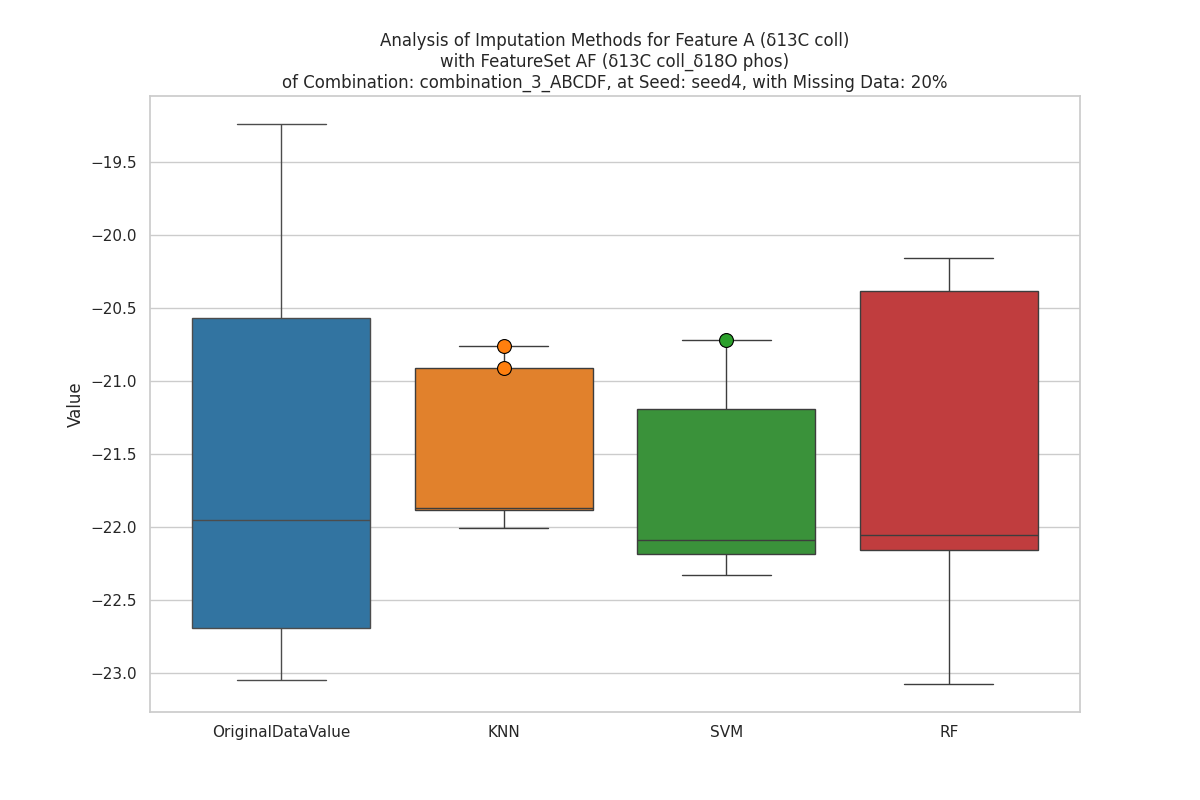 Analysis of Imputation Methods for Feature A (δ13C coll)
with FeatureSet AF (δ13C coll_δ18O phos)
of Combination: combination_3_ABCDF, at Seed: seed4, with Missing Data: 20%
Value
−19.5
−20.0
−20.5
−21.0
−21.5
−22.0
−22.5
−23.0
OriginalDataValue
KNN
SVM
RF